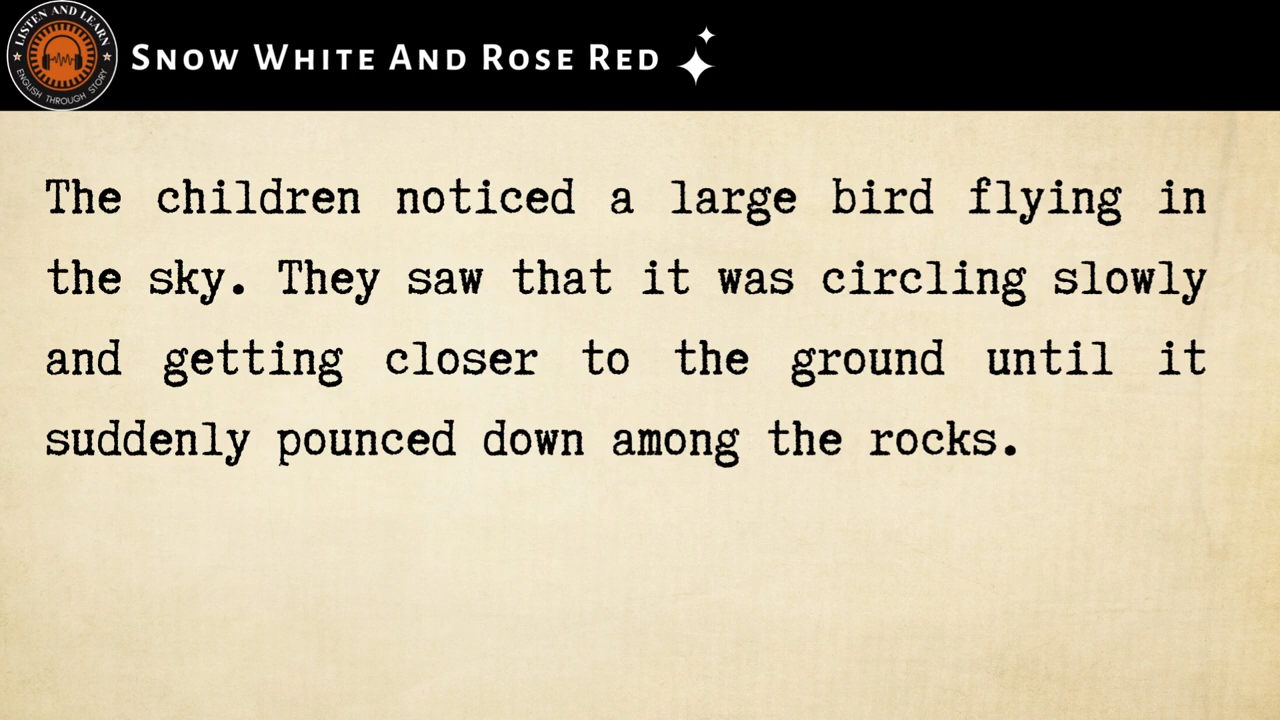 LISTEN AND LEARN
ENGLISH THROUGH STORY
Snow White And Rose Red
The children noticed a large bird flying in
the sky. They saw that it was circling slowly
and getting closer to the ground until it
suddenly pounced down among the rocks.